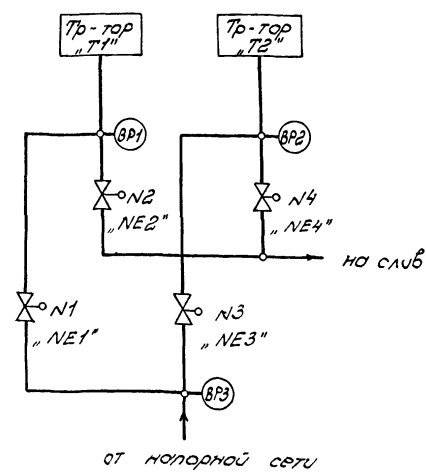 Тр-тор
„Т1"
Тр-тор
„Т2"
ВР1
ВР2
N2
„NE2"
N4
„NE4"
на слив
N1
„NE1"
N3
„NE3"
ВР3
от напорной сети